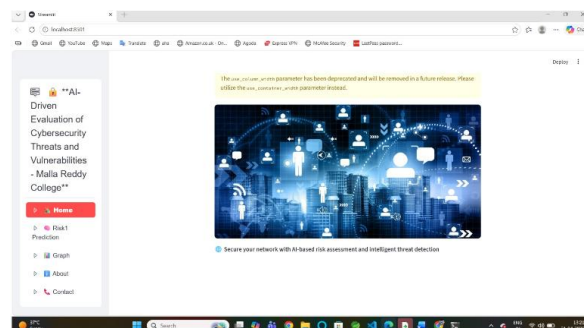 Streamlit
localhost:8501
Gmail YouTube Maps Translate Amazon.co.uk - On... Agoda Express VPN McAfee Security LastPass password...
Deploy
The use_column_width parameter has been deprecated and will be removed in a future release. Please
utilize the use_container_width parameter instead.
**AI-
Driven
Evaluation of
Cybersecurity
Threats and
Vulnerabilities
- Malla Reddy
College**
Home
Risk1
Prediction
Graph
About
Contact
Secure your network with AI-based risk assessment and intelligent threat detection
Search